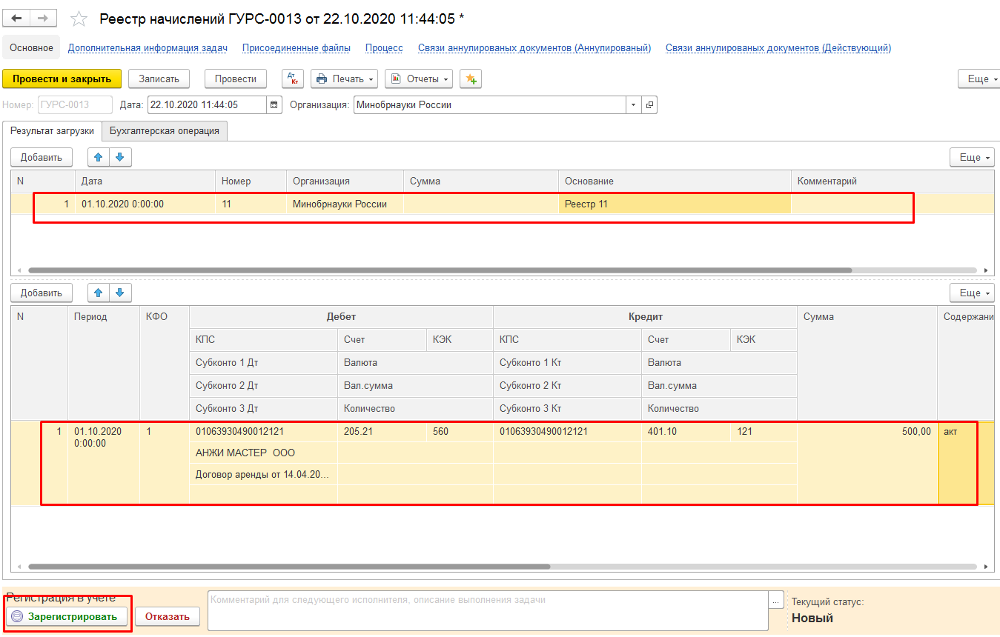 Реестр начислений ГУРС-0013 от 22.10.2020 11:44:05 *
Основное Дополнительная информация задач Присоединенные файлы Процесс Связи аннулированых документов (Аннулированый) Связи аннулированых документов (Действующий)
Провести и закрыть Записать Провести Дт Кт Печать Отчеты Еще
Номер: ГУРС-0013 Дата: 22.10.2020 11:44:05 Организация: Минобрнауки России
Результат загрузки Бухгалтерская операция
Добавить Еще
N Дата Номер Организация Сумма Основание Комментарий
1 01.10.2020 0:00:00 11 Минобрнауки России Реестр 11
Добавить Еще
N Период КФО Дебет Кредит Сумма Содержани
КПС Счет КЭК КПС Счет КЭК
Субконто 1 Дт Валюта Субконто 1 Кт Валюта
Субконто 2 Дт Вал.сумма Субконто 2 Кт Вал.сумма
Субконто 3 Дт Количество Субконто 3 Кт Количество
1 01.10.2020 1 01063930490012121 205.21 560 01063930490012121 401.10 121 500,00 акт
0:00:00
АНЖИ МАСТЕР ООО
Договор аренды от 14.04.20...
Регистрация в учете
Комментарий для следующего исполнителя, описание выполнения задачи ...
Текущий статус:
Зарегистрировать Отказать Новый